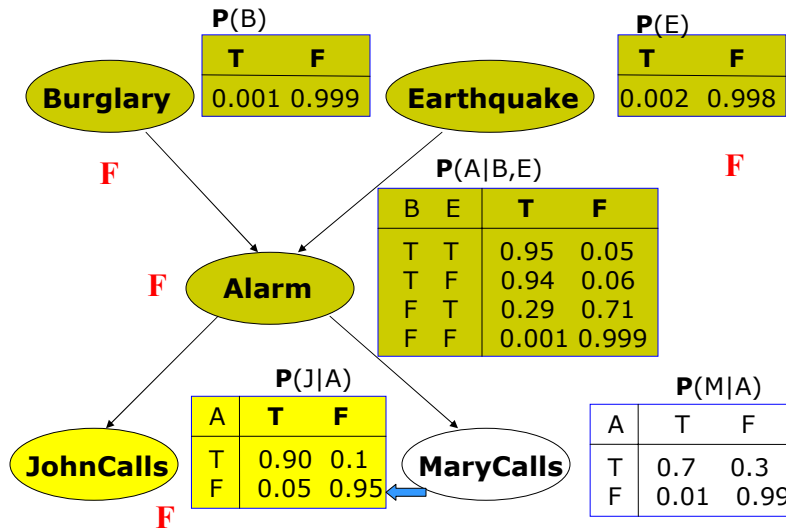 P(B)
T F
0.001 0.999
Burglary
P(E)
T F
0.002 0.998
Earthquake
F
F
P(A|B,E)
B E T F
T T 0.95 0.05
T F 0.94 0.06
F T 0.29 0.71
F F 0.001 0.999
F
Alarm
P(J|A)
A T F
T 0.90 0.1
F 0.05 0.95
JohnCalls
F
MaryCalls
P(M|A)
A T F
T 0.7 0.3
F 0.01 0.99